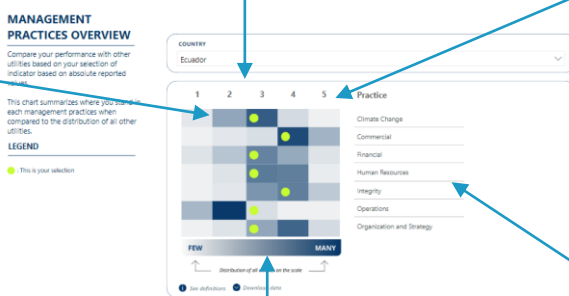 MANAGEMENT
PRACTICES OVERVIEW
Compare your performance with other
utilities based on your selection of
indicator based on absolute reported
values.
This chart summarizes where you stand in
each management practices when
compared to the distribution of all other
utilities.
LEGEND
: This is your selection
COUNTRY
Ecuador
1 2 3 4 5 Practice
Climate Change
Commercial
Financial
Human Resources
Integrity
Operations
Organization and Strategy
FEW MANY
Distribution of all on the scale
See definitions Download data